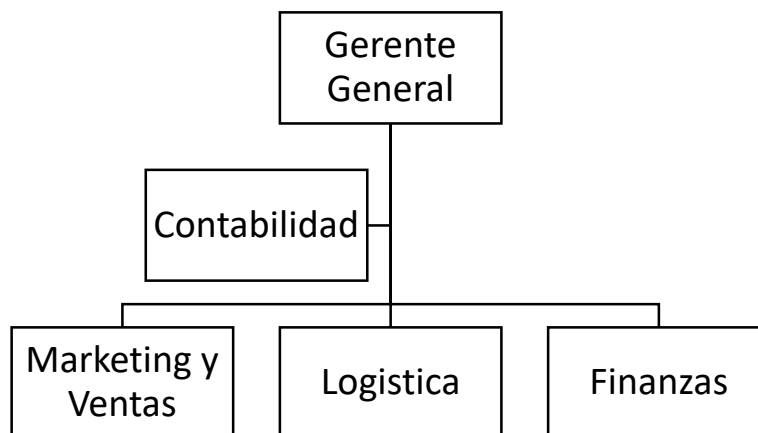 Gerente
General
Contabilidad
Marketing y
Ventas
Logistica
Finanzas